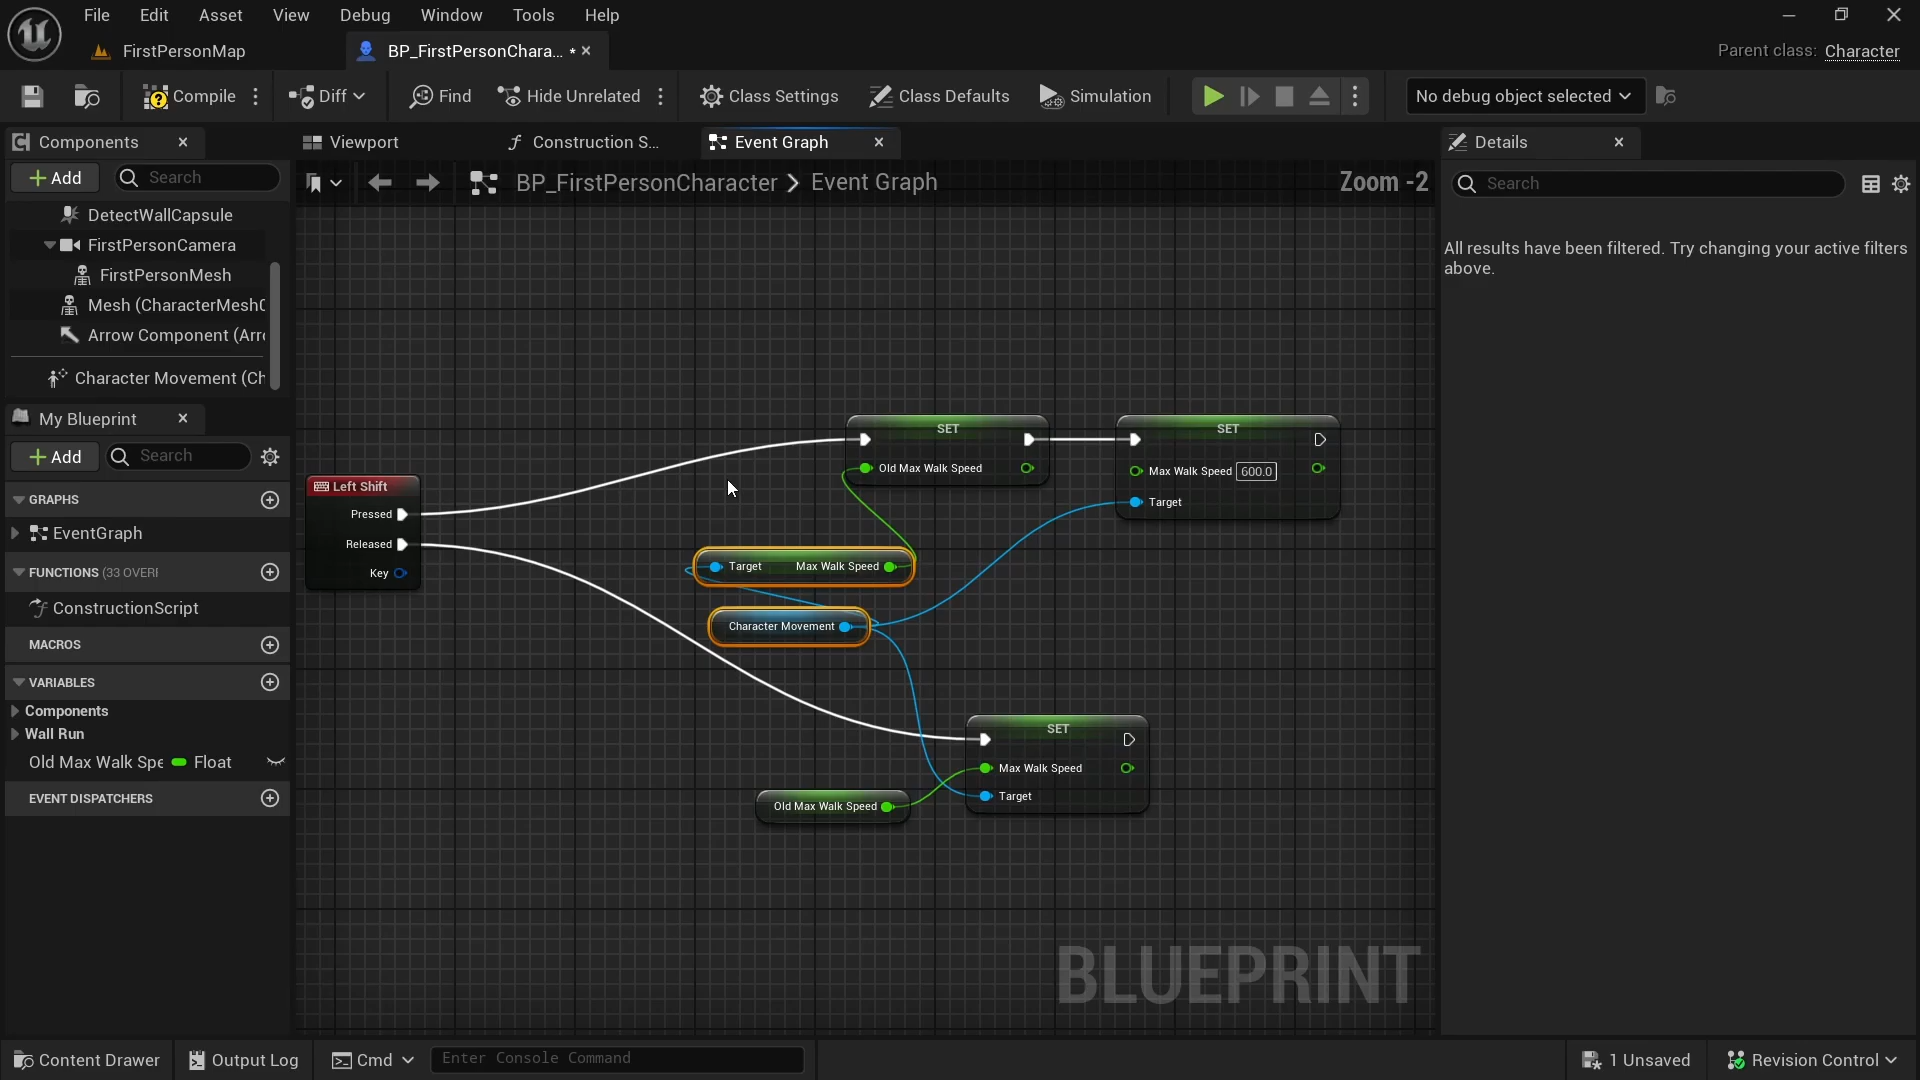 File Edit Asset View Debug Window Tools Help
FirstPersonMap
BP_FirstPersonChara... *
Parent class: Character
Compile
Diff
Find
Hide Unrelated
Class Settings
Class Defaults
Simulation
No debug object selected
Components
Viewport
Construction S...
Event Graph
Details
Add
Search
BP_FirstPersonCharacter > Event Graph
Zoom -2
Search
DetectWallCapsule
FirstPersonCamera
FirstPersonMesh
Mesh (CharacterMesh
Arrow Component (Arr
Character Movement (Ch
All results have been filtered. Try changing your active filters
above.
My Blueprint
Add
Search
GRAPHS
EventGraph
FUNCTIONS (33 OVERI
ConstructionScript
MACROS
VARIABLES
Components
Wall Run
Old Max Walk Spe
Float
EVENT DISPATCHERS
Left Shift
Pressed
Released
Key
SET
Old Max Walk Speed
SET
Max Walk Speed 600.0
Target
Target Max Walk Speed
Character Movement
SET
Max Walk Speed
Target
Old Max Walk Speed
BLUEPRINT
Content Drawer
Output Log
Cmd
Enter Console Command
1 Unsaved
Revision Control